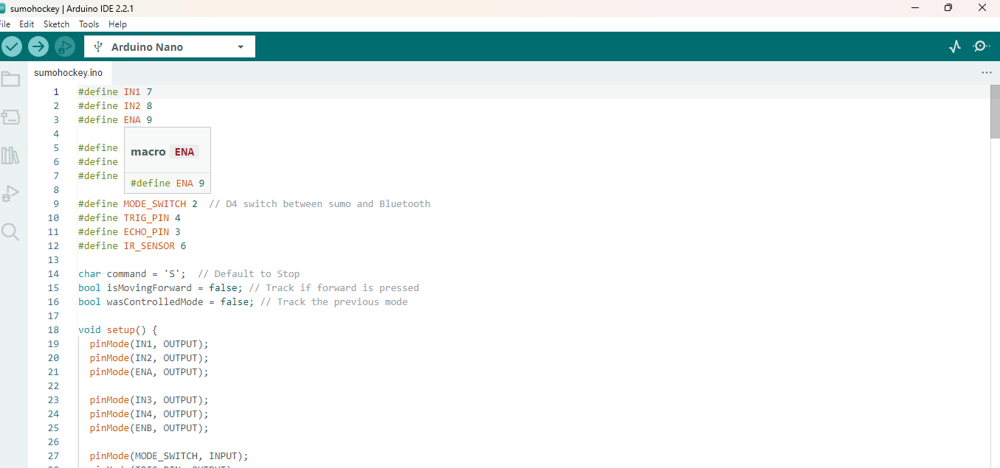 sumohockey | Arduino IDE 2.2.1
File Edit Sketch Tools Help
Arduino Nano
sumohockey.ino
1 #define IN1 7
2 #define IN2 8
3 #define ENA 9
4
5 #define
6 #define
7 #define
macro ENA
#define ENA 9
8
9 #define MODE_SWITCH 2 // D4 switch between sumo and Bluetooth
10 #define TRIG_PIN 4
11 #define ECHO_PIN 3
12 #define IR_SENSOR 6
13
14 char command = 'S'; // Default to Stop
15 bool isMovingForward = false; // Track if forward is pressed
16 bool wasControlledMode = false; // Track the previous mode
17
18 void setup() {
19 pinMode(IN1, OUTPUT);
20 pinMode(IN2, OUTPUT);
21 pinMode(ENA, OUTPUT);
22
23 pinMode(IN3, OUTPUT);
24 pinMode(IN4, OUTPUT);
25 pinMode(ENB, OUTPUT);
26
27 pinMode(MODE_SWITCH, INPUT);